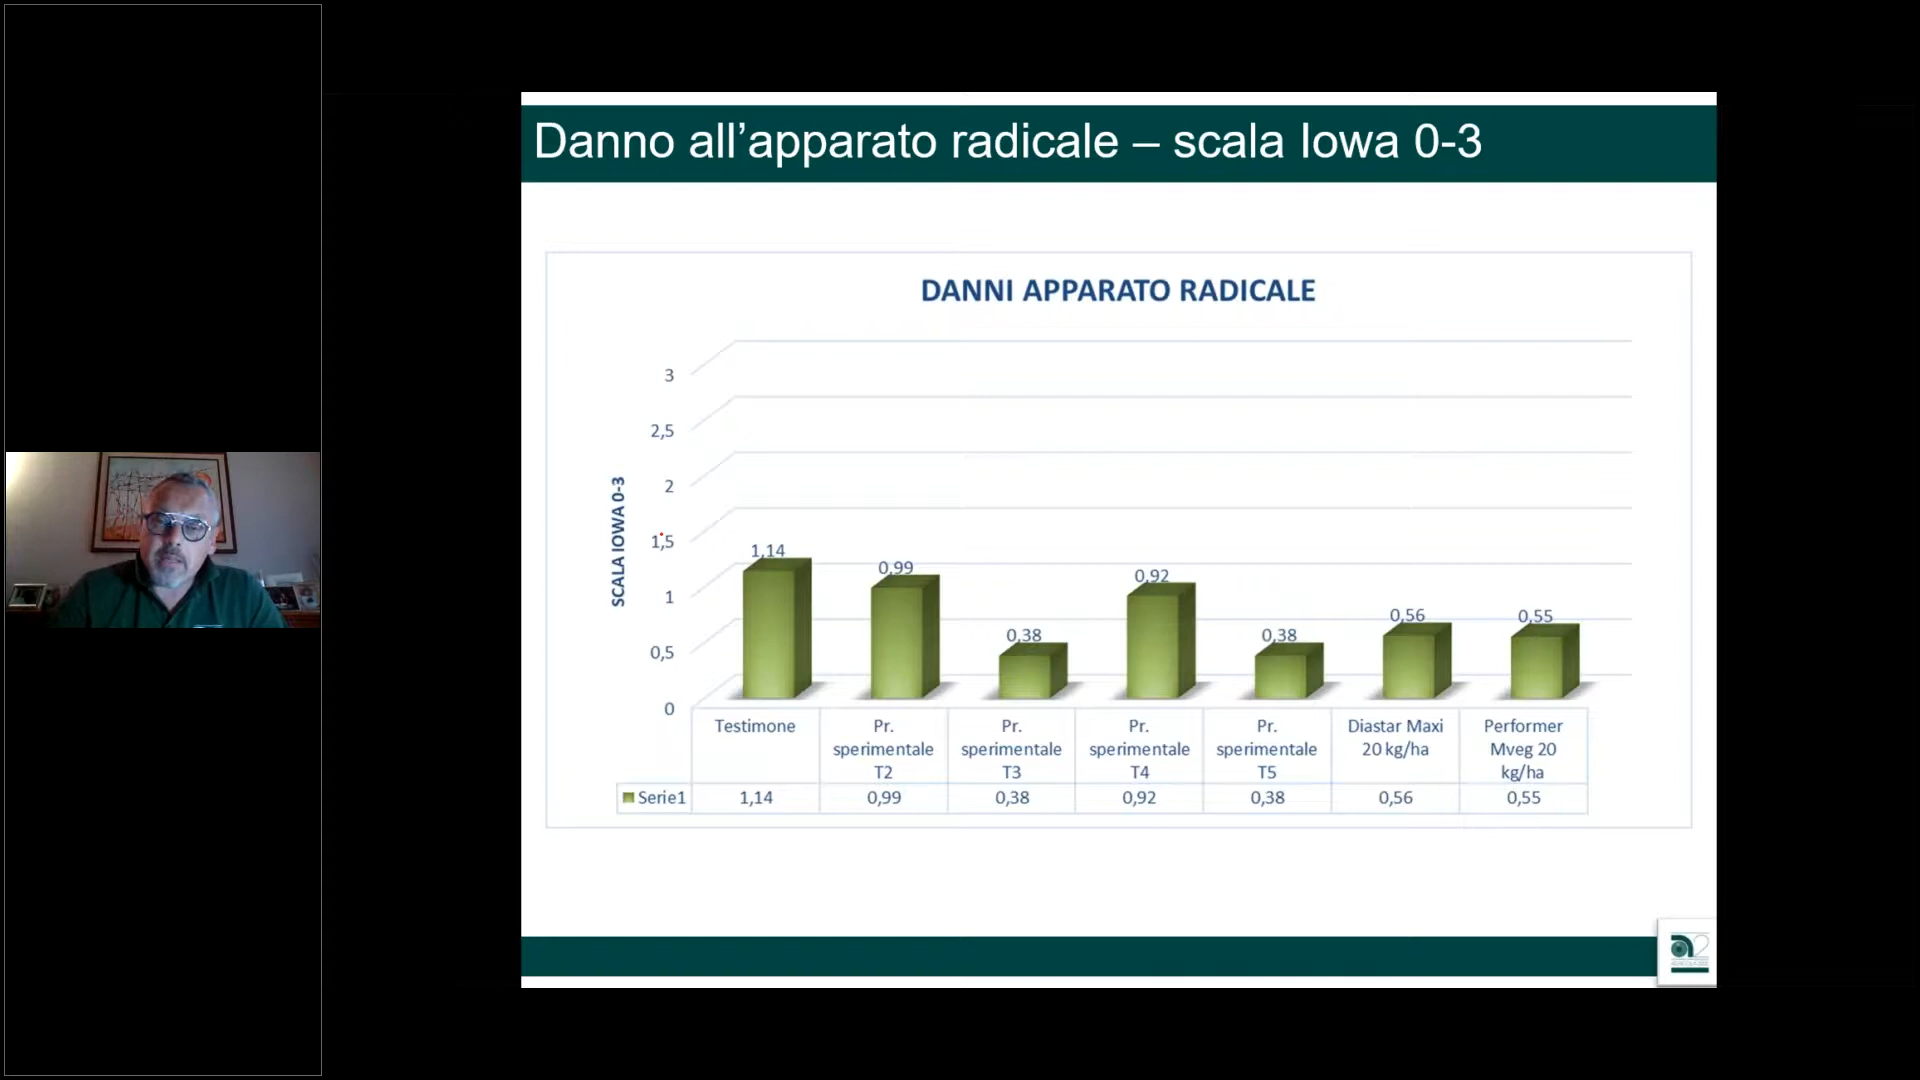 Danno all’apparato radicale – scala Iowa 0-3
DANNI APPARATO RADICALE
SCALA IOWA 0-3
3
2,5
2
1,5
1
0,5
0
1,14
0,99
0,38
0,92
0,38
0,56
0,55
Testimone
Pr.
sperimentale
T2
Pr.
sperimentale
T3
Pr.
sperimentale
T4
Pr.
sperimentale
T5
Diastar Maxi
20 kg/ha
Performer
Mveg 20
kg/ha
Serie1 1,14 0,99 0,38 0,92 0,38 0,56 0,55